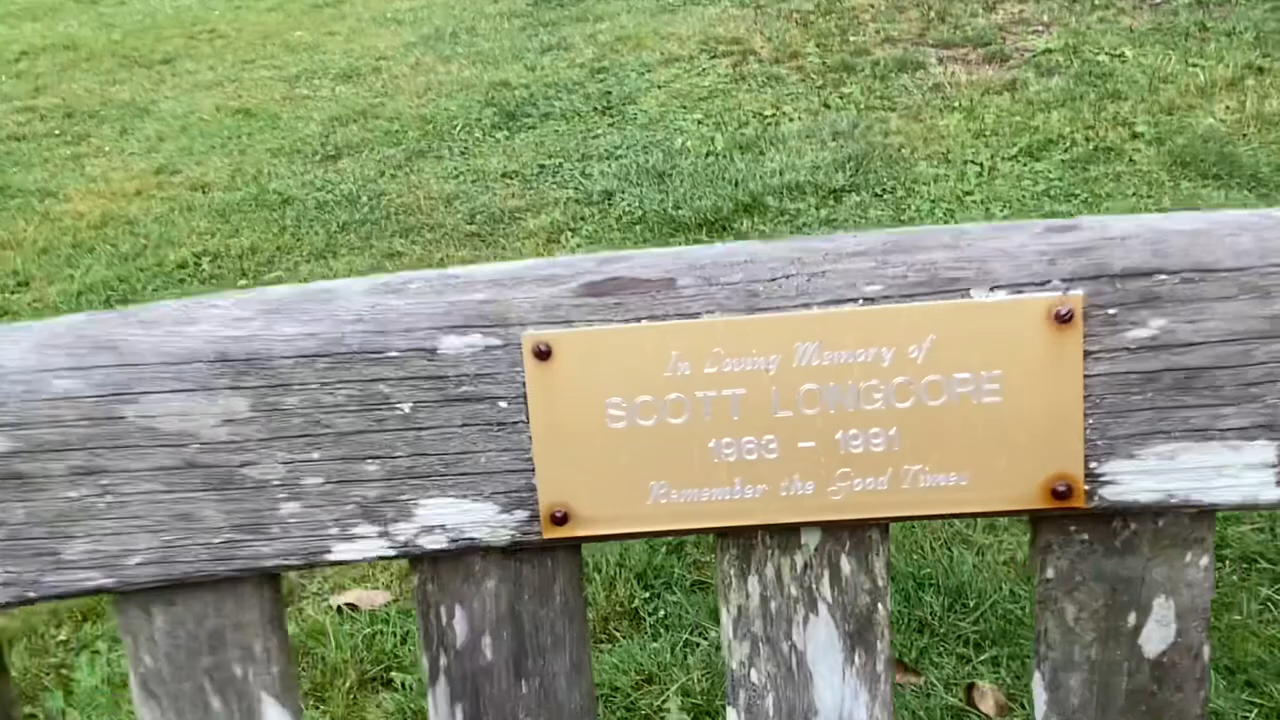 In Loving Memory of
SCOTT LONGCORE
1963 - 1991
Remember the Good Times